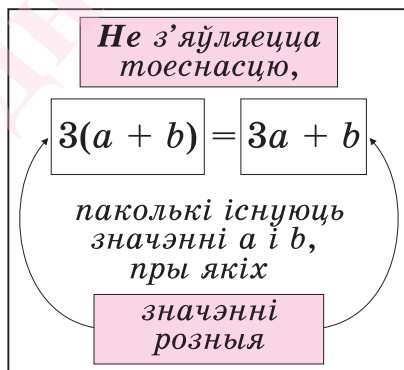 Не з’яўляецца
тоеснасцю,
3(a + b) = 3a + b
паколькі існуюць
значэнні a і b,
пры якіх
значэнні
розныя